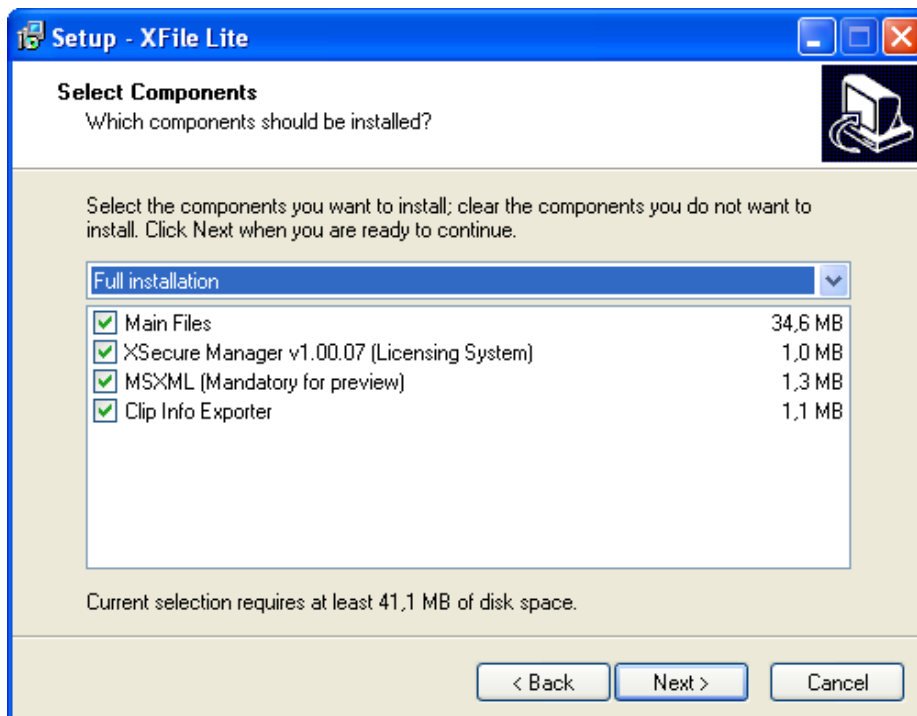 Setup - XFile Lite
Select Components
Which components should be installed?
Select the components you want to install; clear the components you do not want to
install. Click Next when you are ready to continue.
Full installation
Main Files 34,6 MB
XSecure Manager v1.00.07 (Licensing System) 1,0 MB
MSXML (Mandatory for preview) 1,3 MB
Clip Info Exporter 1,1 MB
Current selection requires at least 41,1 MB of disk space.
< Back Next > Cancel